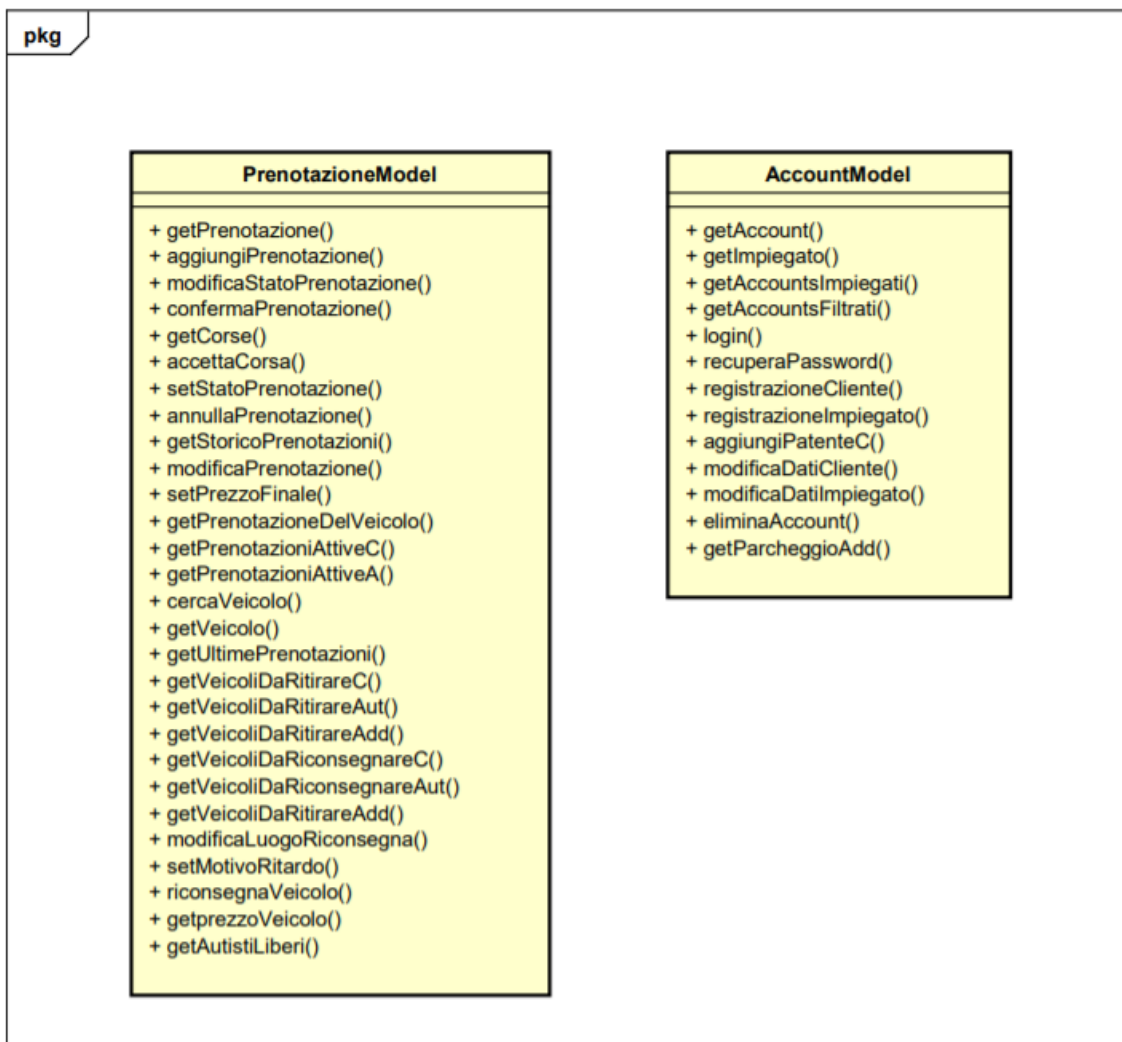 pkg
PrenotazioneModel
+ getPrenotazione()
+ aggiungiPrenotazione()
+ modificaStatoPrenotazione()
+ confermaPrenotazione()
+ getCorse()
+ accettaCorsa()
+ setStatoPrenotazione()
+ annullaPrenotazione()
+ getStoricoPrenotazioni()
+ modificaPrenotazione()
+ setPrezzoFinale()
+ getPrenotazioneDelVeicolo()
+ getPrenotazioniAttiveC()
+ getPrenotazioniAttiveA()
+ cercaVeicolo()
+ getVeicolo()
+ getUltimePrenotazioni()
+ getVeicoliDaRitirareC()
+ getVeicoliDaRitirareAut()
+ getVeicoliDaRitirareAdd()
+ getVeicoliDaRiconsegnareC()
+ getVeicoliDaRiconsegnareAut()
+ getVeicoliDaRitirareAdd()
+ modificaLuogoRiconsegna()
+ setMotivoRitardo()
+ riconsegnaVeicolo()
+ getprezzoVeicolo()
+ getAutistiLiberi()
AccountModel
+ getAccount()
+ getImpiegato()
+ getAccountsImpiegati()
+ getAccountsFiltrati()
+ login()
+ recuperaPassword()
+ registrazioneCliente()
+ registrazioneImpiegato()
+ aggiungiPatenteC()
+ modificaDatiCliente()
+ modificaDatiImpiegato()
+ eliminaAccount()
+ getParcheggioAdd()